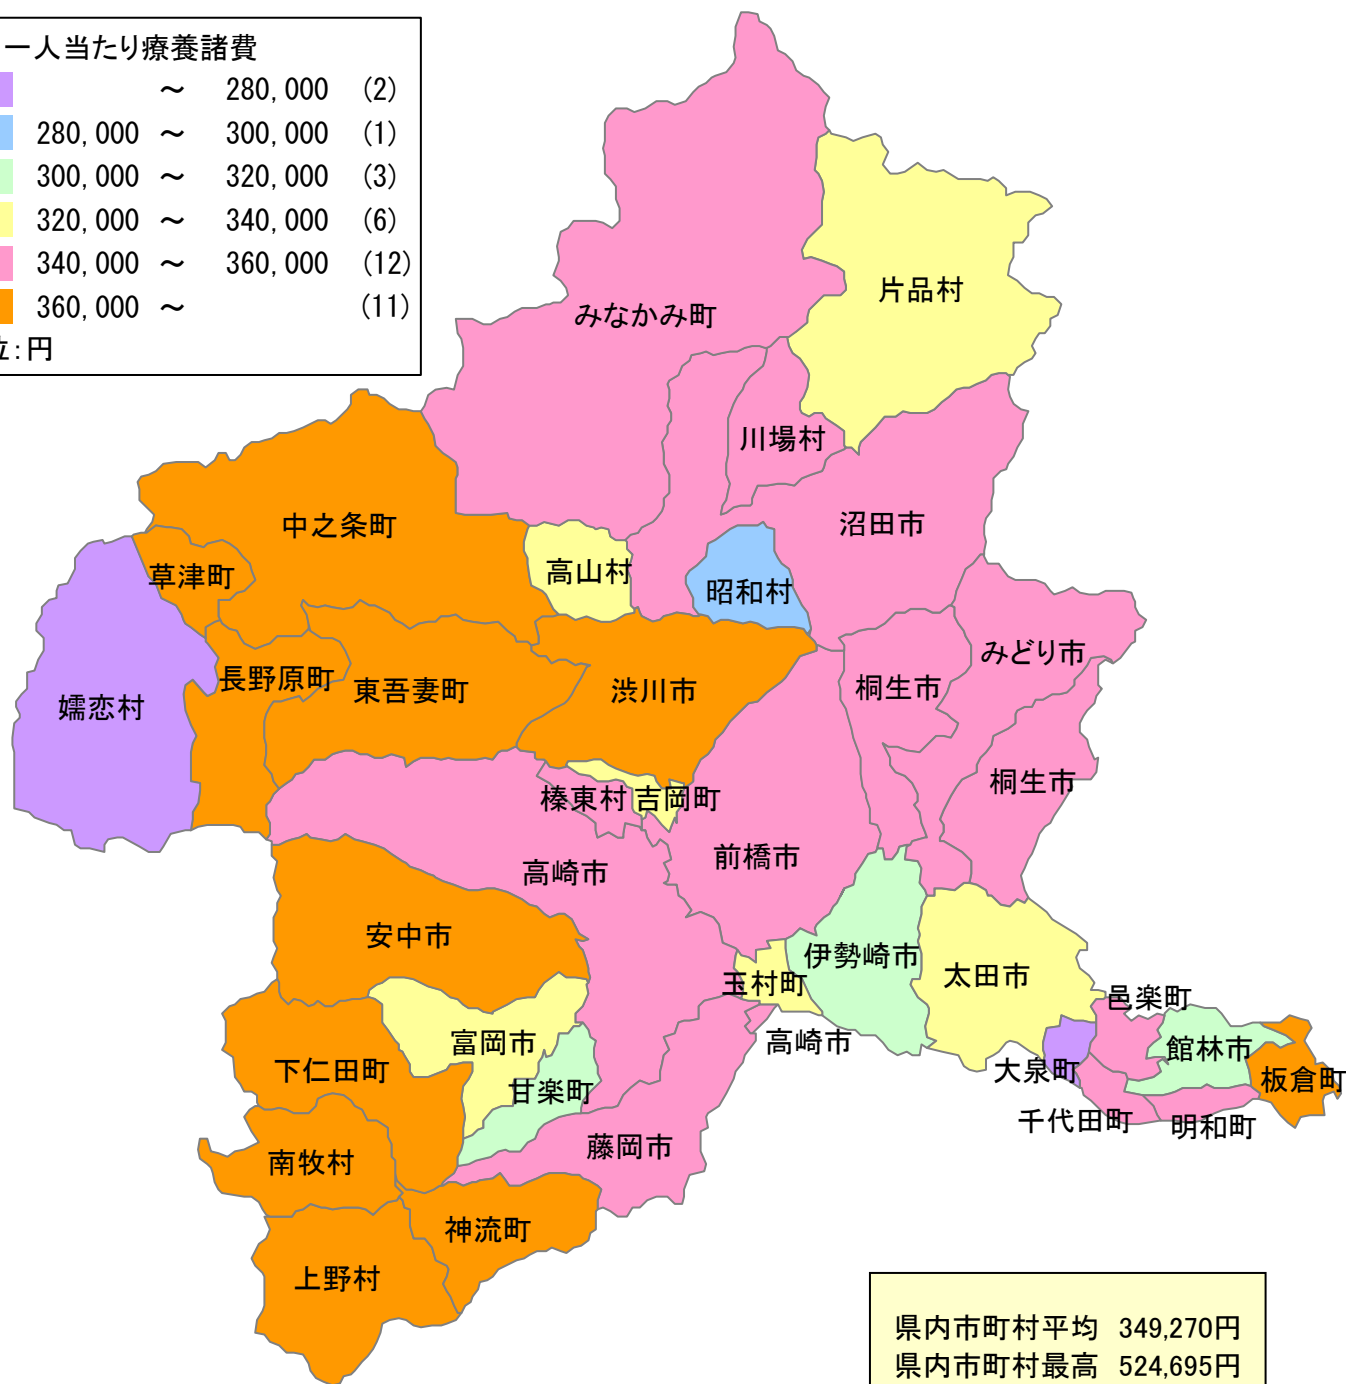 一人当たり療養諸費
～ 280,000 (2)
280,000 ～ 300,000 (1)
300,000 ～ 320,000 (3)
320,000 ～ 340,000 (6)
340,000 ～ 360,000 (12)
360,000 ～ (11)
位:円
みなかみ町
片品村
川場村
沼田市
中之条町
高山村
昭和村
草津町
みどり市
長野原町
東吾妻町
渋川市
桐生市
嬬恋村
桐生市
榛東村
吉岡町
前橋市
高崎市
安中市
伊勢崎市
太田市
玉村町
邑楽町
富岡市
高崎市
館林市
下仁田町
大泉町
板倉町
甘楽町
千代田町
明和町
藤岡市
南牧村
神流町
上野村
県内市町村平均 349,270円
県内市町村最高 524,695円